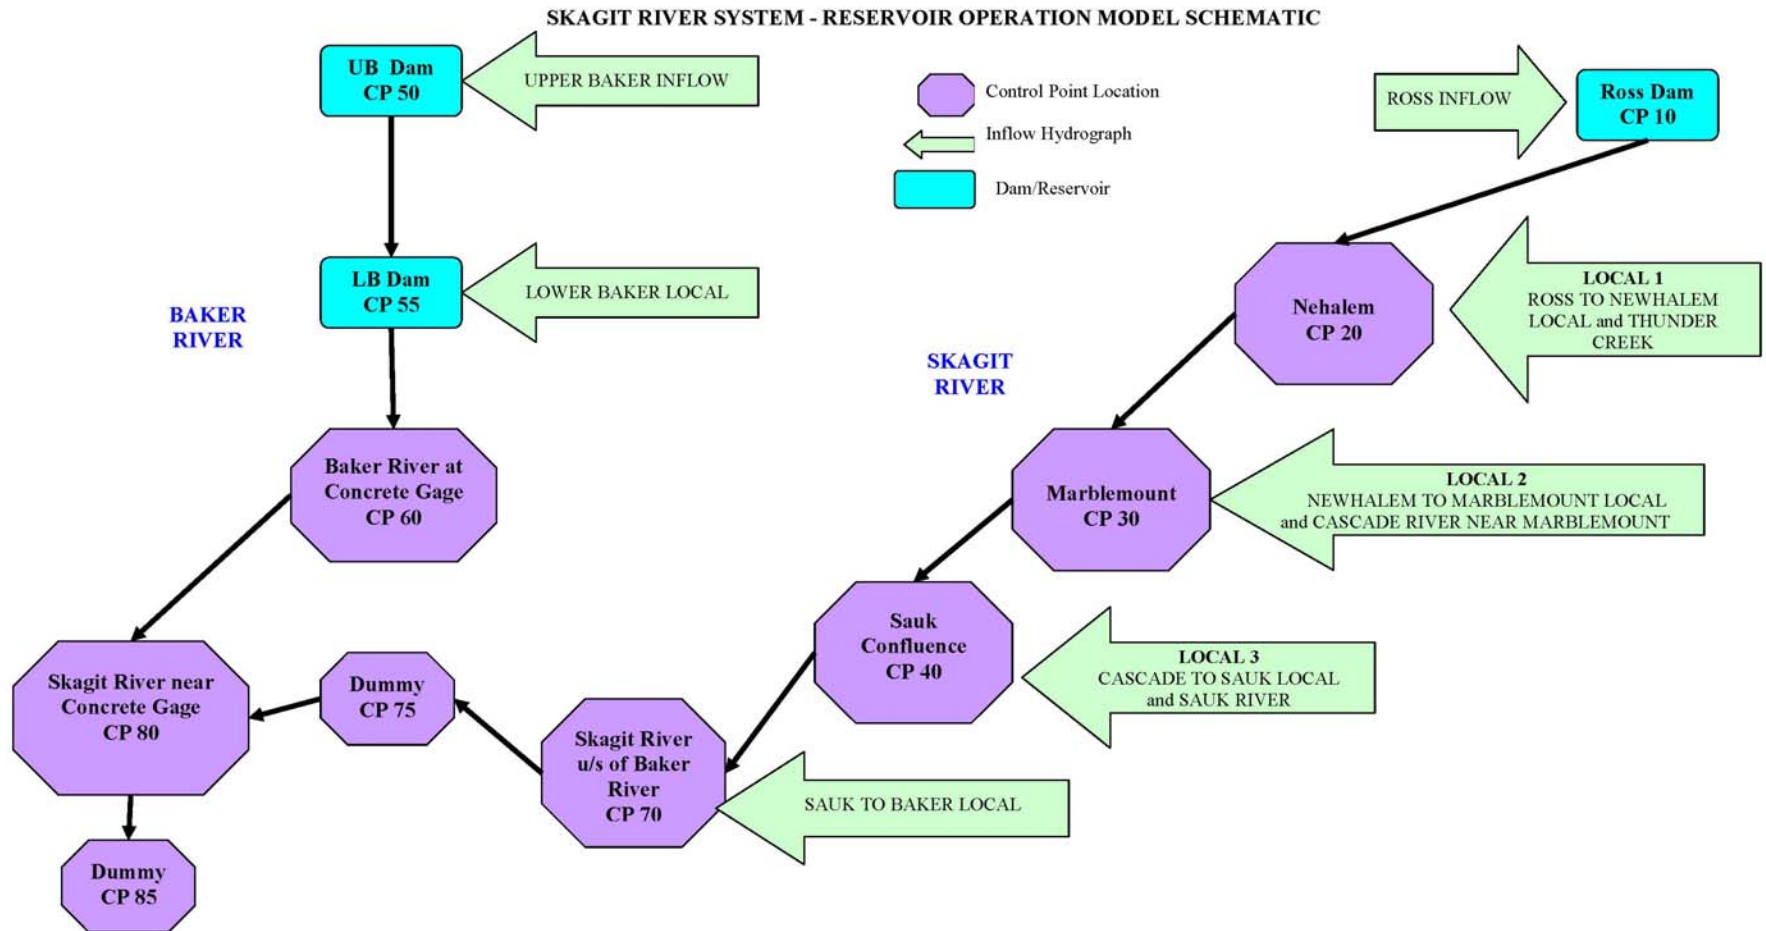 SKAGIT RIVER SYSTEM - RESERVOIR OPERATION MODEL SCHEMATIC
UB Dam
CP 50
UPPER BAKER INFLOW
Control Point Location
Inflow Hydrograph
Dam/Reservoir
ROSS INFLOW
Ross Dam
CP 10
LB Dam
CP 55
LOWER BAKER LOCAL
BAKER
RIVER
Nehalem
CP 20
LOCAL 1
ROSS TO NEWHALEM
LOCAL and THUNDER
CREEK
SKAGIT
RIVER
Baker River at
Concrete Gage
CP 60
Marblemount
CP 30
LOCAL 2
NEWHALEM TO MARBLEMOUNT LOCAL
and CASCADE RIVER NEAR MARBLEMOUNT
Sauk
Confluence
CP 40
LOCAL 3
CASCADE TO SAUK LOCAL
and SAUK RIVER
Skagit River near
Concrete Gage
CP 80
Dummy
CP 75
Skagit River
u/s of Baker
River
CP 70
SAUK TO BAKER LOCAL
Dummy
CP 85